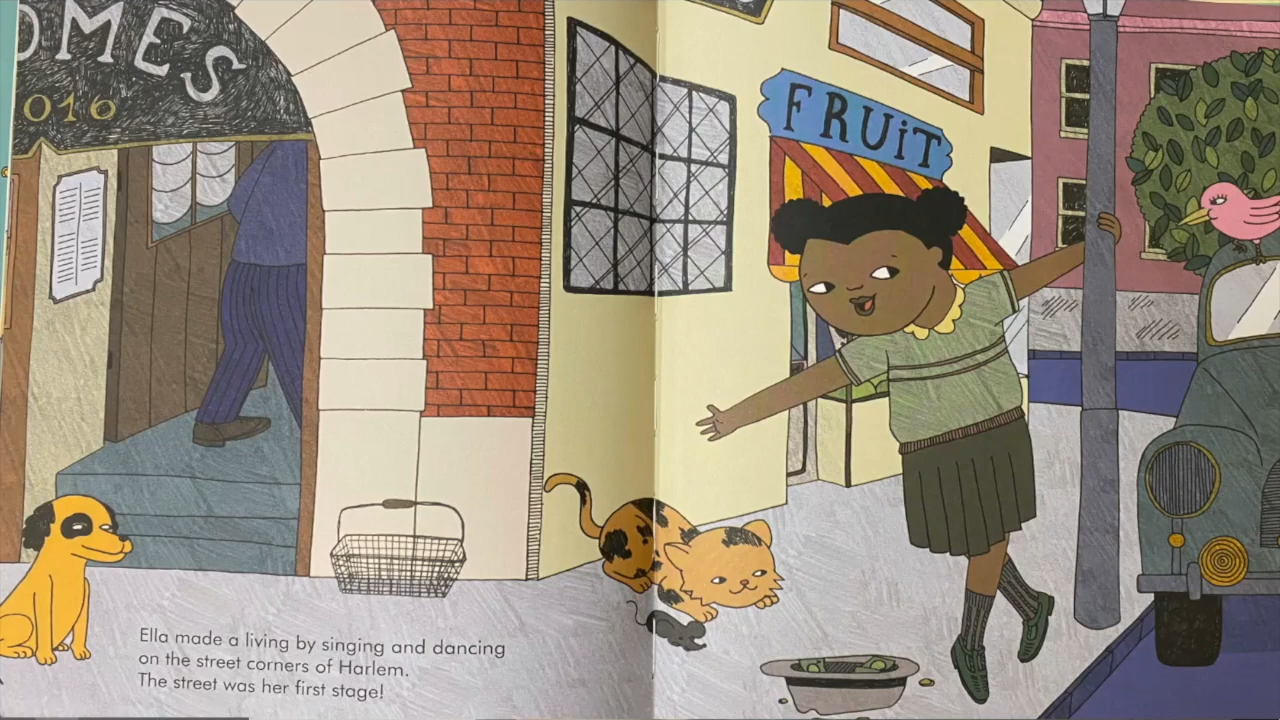 OMES
016
FRUiT
Ella made a living by singing and dancing
on the street corners of Harlem.
The street was her first stage!